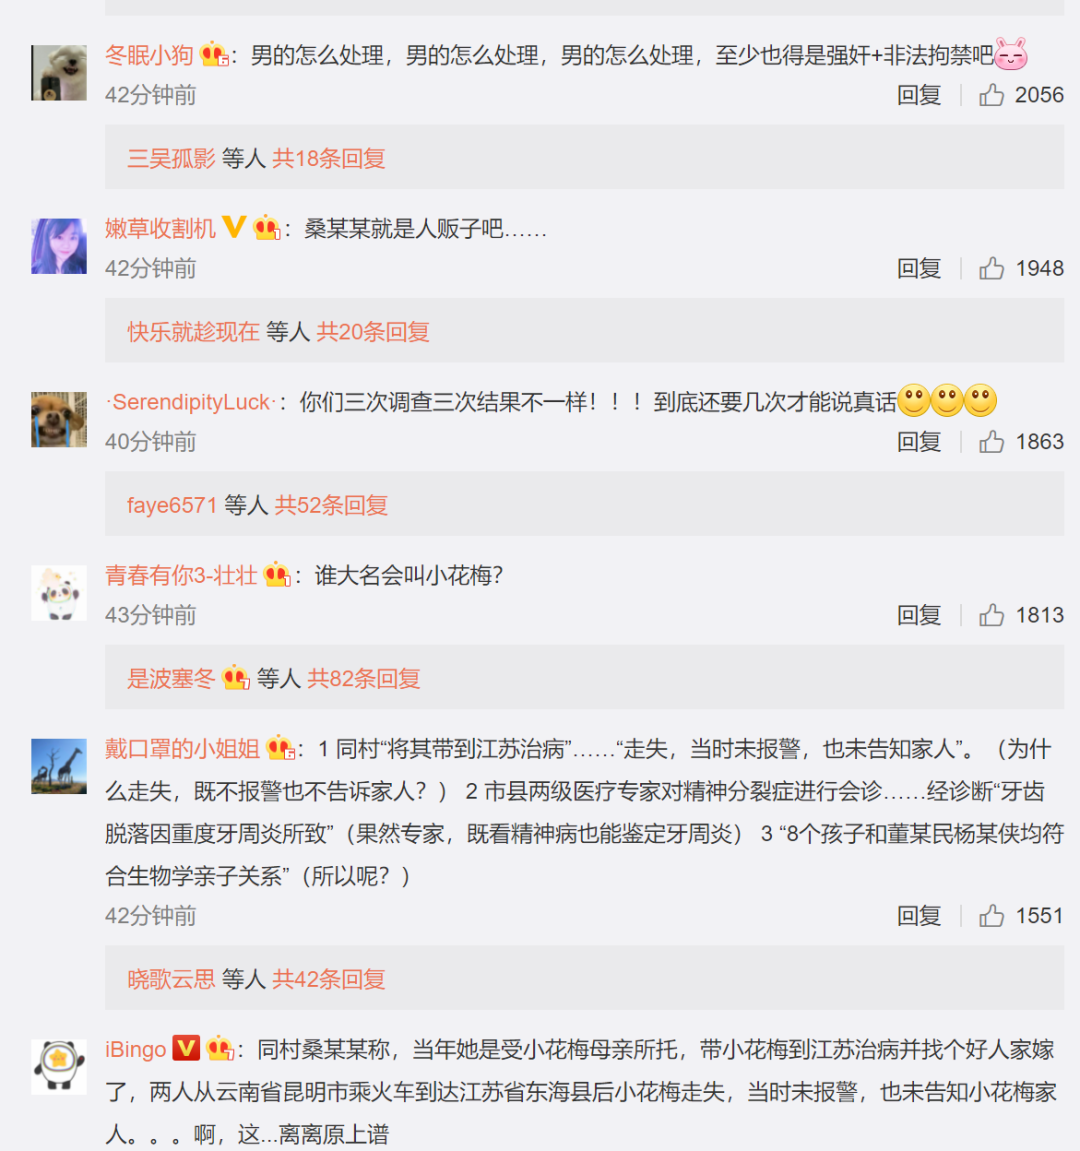 冬眠小狗：男的怎么处理，男的怎么处理，男的怎么处理，至少也得是强奸+非法拘禁吧
42分钟前 回复 2056
三吴孤影 等人 共18条回复
嫩草收割机：桑某某就是人贩子吧......
42分钟前 回复 1948
快乐就趁现在 等人 共20条回复
·SerendipityLuck·：你们三次调查三次结果不一样！！！到底还要几次才能说真话
40分钟前 回复 1863
faye6571 等人 共52条回复
青春有你3-壮壮：谁大名会叫小花梅？
43分钟前 回复 1813
是波塞冬 等人 共82条回复
戴口罩的小姐姐：1 同村“将其带到江苏治病”......“走失，当时未报警，也未告知家人”。（为什
么走失，既不报警也不告诉家人？） 2 市县两级医疗专家对精神分裂症进行会诊......经诊断“牙齿
脱落因重度牙周炎所致”（果然专家，既看精神病也能鉴定牙周炎） 3 “8个孩子和董某民杨某侠均符
合生物学亲子关系”（所以呢？）
42分钟前 回复 1551
晓歌云思 等人 共42条回复
iBingo：同村桑某某称，当年她是受小花梅母亲所托，带小花梅到江苏治病并找个好人家嫁
了，两人从云南省昆明市乘火车到达江苏省东海县后小花梅走失，当时未报警，也未告知小花梅家
人。。。啊，这...离离原上谱